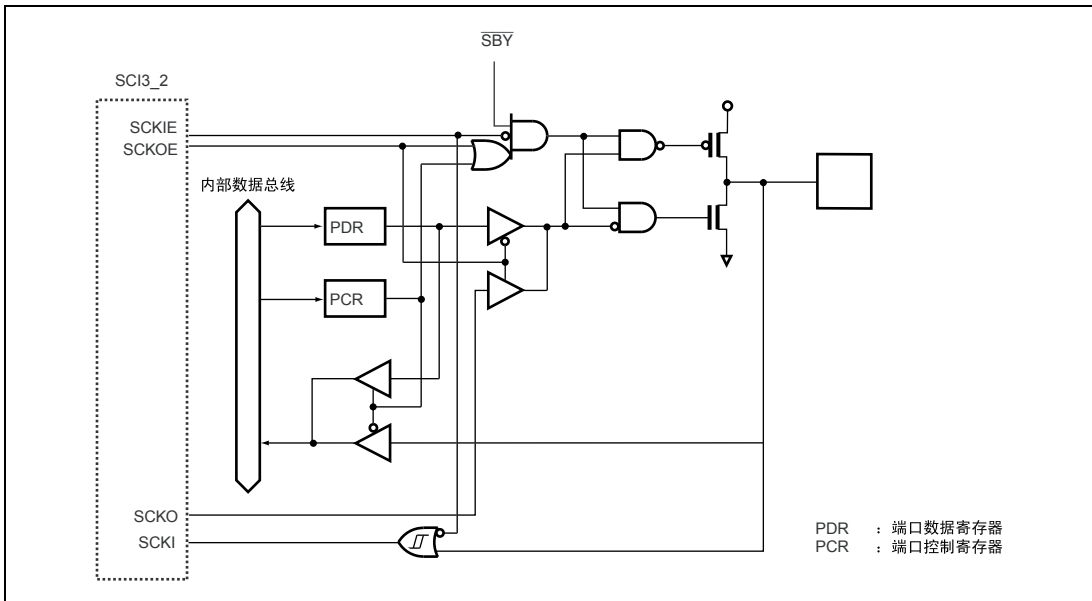 S̅B̅Y̅
SCI3_2
SCKIE
SCKOE
内部数据总线
PDR
PCR
SCKO
SCKI
PDR : 端口数据寄存器
PCR : 端口控制寄存器